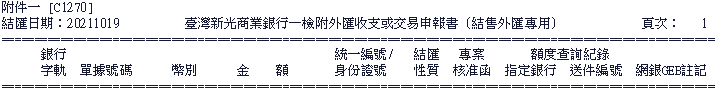 附件一 [C1270]
結匯日期：20211019 臺灣新光商業銀行一檢附外匯收支或交易申報書（結售外匯專用） 頁次： 1
==========================================================================================
銀行 統一編號/ 結匯 專案 額度查詢紀錄
字軌 單據號碼 幣別 金 額 身份證號 性質 核准函 指定銀行 送件編號 網銀GEB註記
==========================================================================================